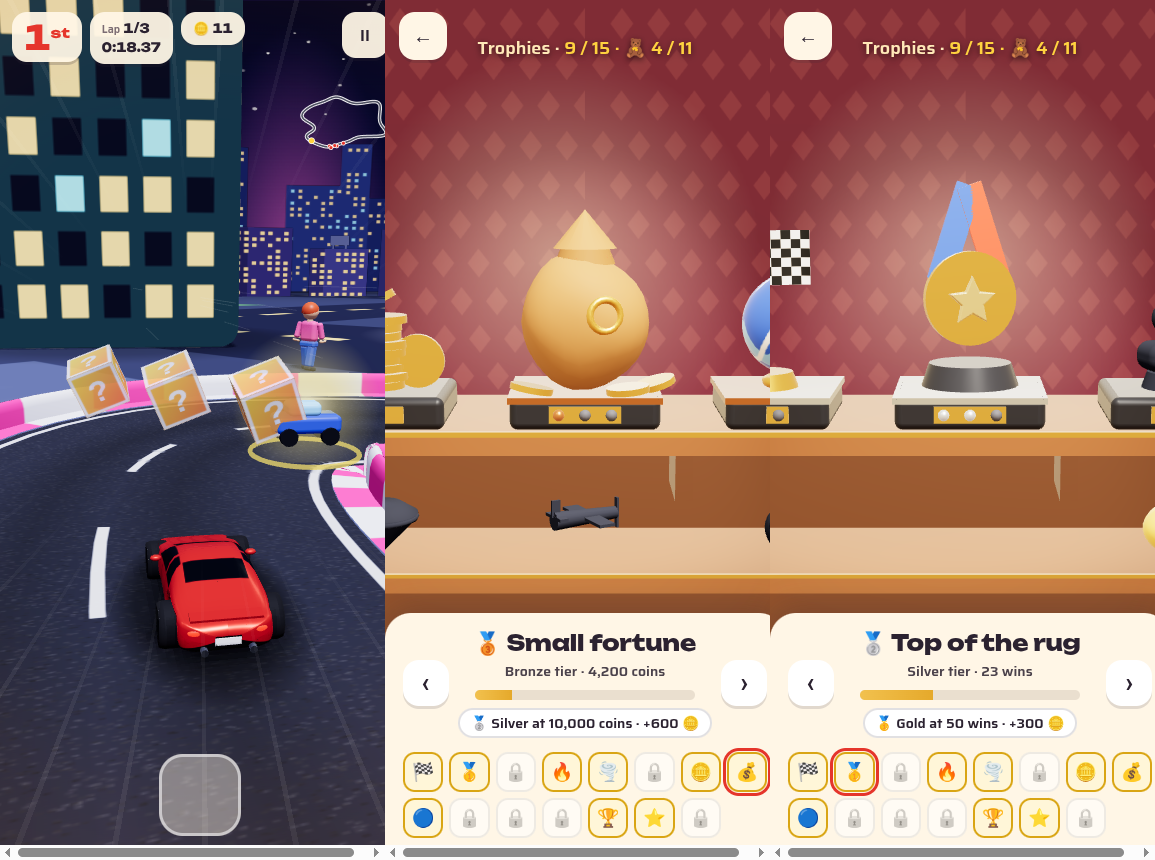 1st
Lap 1/3
0:18.37
11
? ? ?
? ? ?
←
Trophies · 9 / 15 · 4 / 11
Small fortune
Bronze tier · 4,200 coins
‹ ›
Silver at 10,000 coins · +600
←
Trophies · 9 / 15 · 4 / 11
Top of the rug
Silver tier · 23 wins
‹ ›
Gold at 50 wins · +300